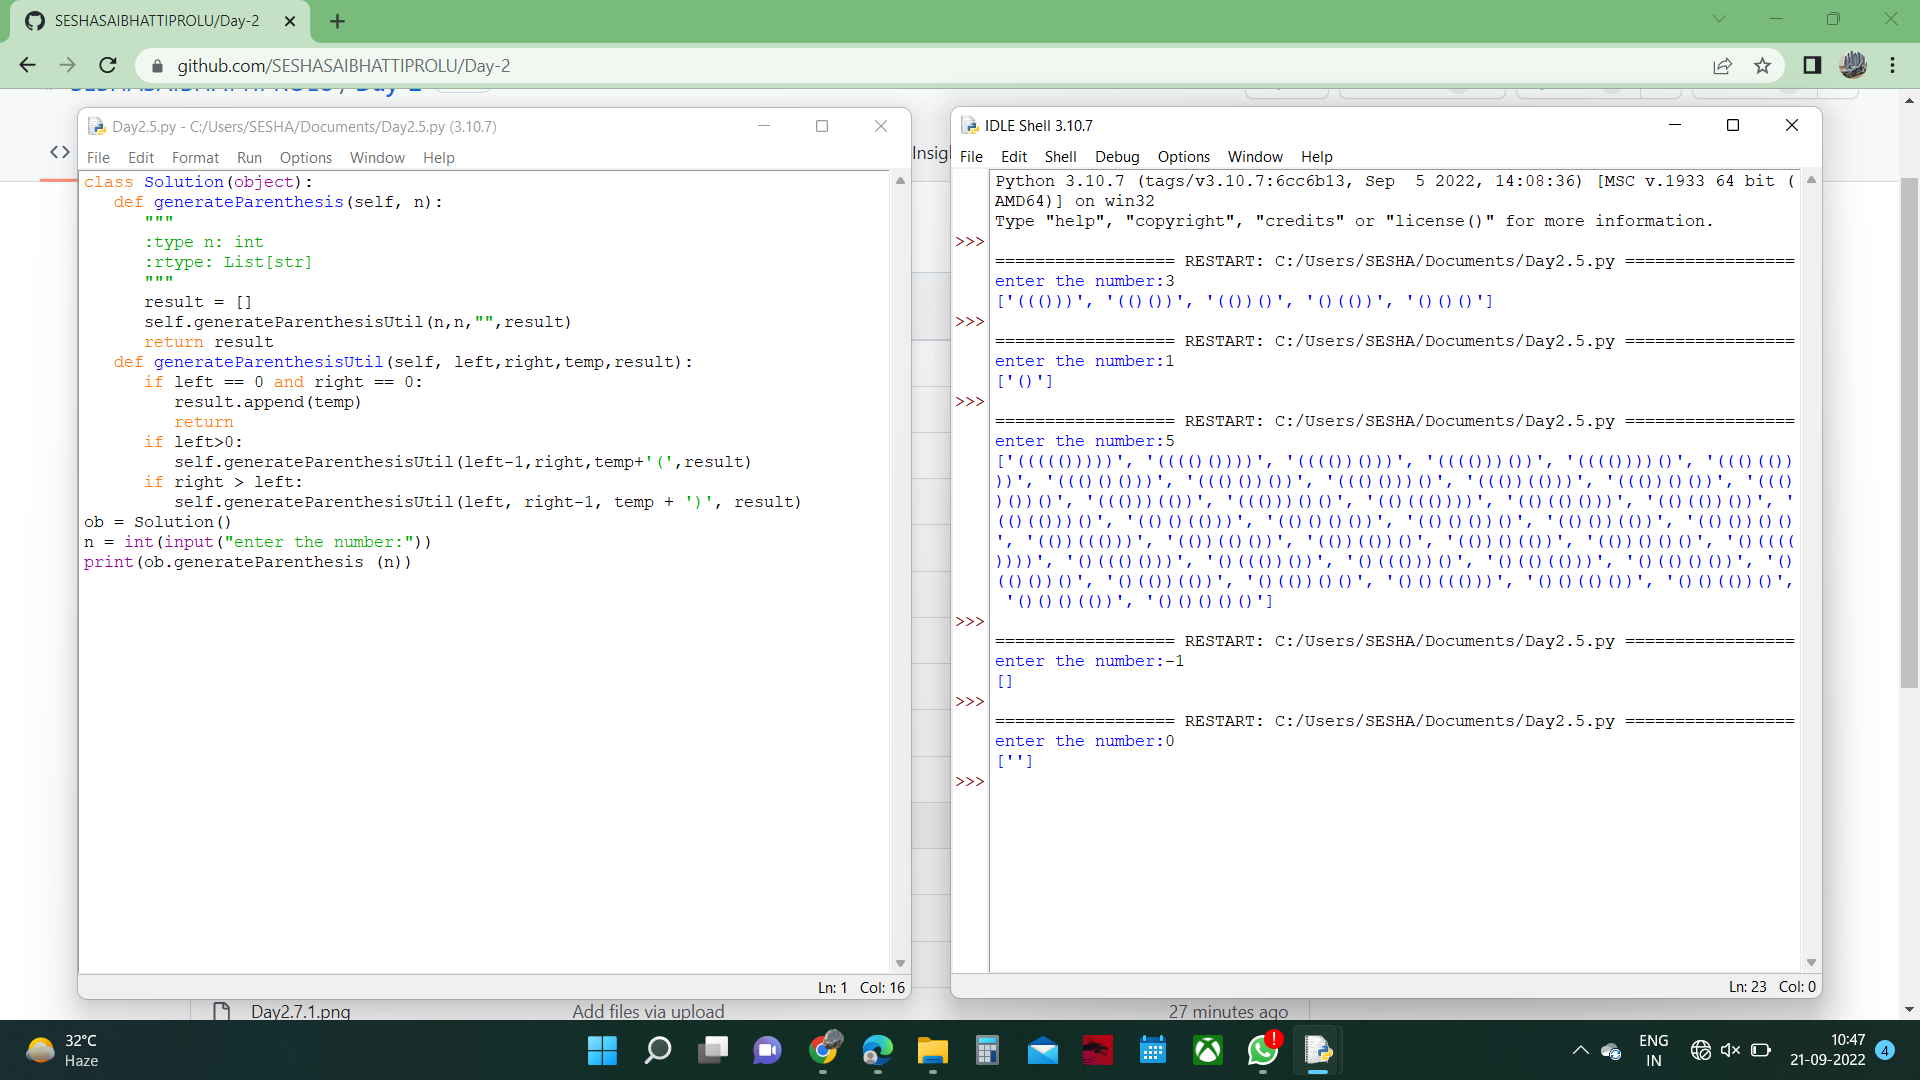 SESHASAIBHATTIPROLU/Day-2
github.com/SESHASAIBHATTIPROLU/Day-2
Insig
Day2.5.py - C:/Users/SESHA/Documents/Day2.5.py (3.10.7)
File Edit Format Run Options Window Help
class Solution(object):
   def generateParenthesis(self, n):
      """
      :type n: int
      :rtype: List[str]
      """
      result = []
      self.generateParenthesisUtil(n,n,"",result)
      return result
   def generateParenthesisUtil(self, left,right,temp,result):
      if left == 0 and right == 0:
         result.append(temp)
         return
      if left>0:
         self.generateParenthesisUtil(left-1,right,temp+'(',result)
      if right > left:
         self.generateParenthesisUtil(left, right-1, temp + ')', result)
ob = Solution()
n = int(input("enter the number:"))
print(ob.generateParenthesis (n))
Ln: 1 Col: 16
IDLE Shell 3.10.7
File Edit Shell Debug Options Window Help
Python 3.10.7 (tags/v3.10.7:6cc6b13, Sep  5 2022, 14:08:36) [MSC v.1933 64 bit (
AMD64)] on win32
Type "help", "copyright", "credits" or "license()" for more information.
>>>
================== RESTART: C:/Users/SESHA/Documents/Day2.5.py =================
enter the number:3
['((()))', '(()())', '(())()', '()(())', '()()()']
>>>
================== RESTART: C:/Users/SESHA/Documents/Day2.5.py =================
enter the number:1
['()']
>>>
================== RESTART: C:/Users/SESHA/Documents/Day2.5.py =================
enter the number:5
['((((()))))', '(((()())))', '(((())()))', '(((()))())', '(((())))()', '((()(())
))', '((()()()))', '((()())())', '((()()))()', '((())(()))', '((())()())', '((()
)())()', '((()))(())', '((()))()()', '(()((())))', '(()(()()))', '(()(())())', '
(()(()))()', '(()()(()))', '(()()()())', '(()()())()', '(()())(())', '(()())()()
', '(())((()))', '(())(()())', '(())(())()', '(())()(())', '(())()()()', '()((((
))))', '()((()()))', '()((())())', '()((()))()', '()(()(()))', '()(()()())', '()
(()())()', '()(())(())', '()(())()()', '()()((()))', '()()(()())', '()()(())()',
 '()()()(())', '()()()()()']
>>>
================== RESTART: C:/Users/SESHA/Documents/Day2.5.py =================
enter the number:-1
[]
>>>
================== RESTART: C:/Users/SESHA/Documents/Day2.5.py =================
enter the number:0
['']
>>>
Ln: 23 Col: 0
Day2.7.1.png Add files via upload 27 minutes ago
32°C
Haze
ENG
IN
10:47
21-09-2022
4